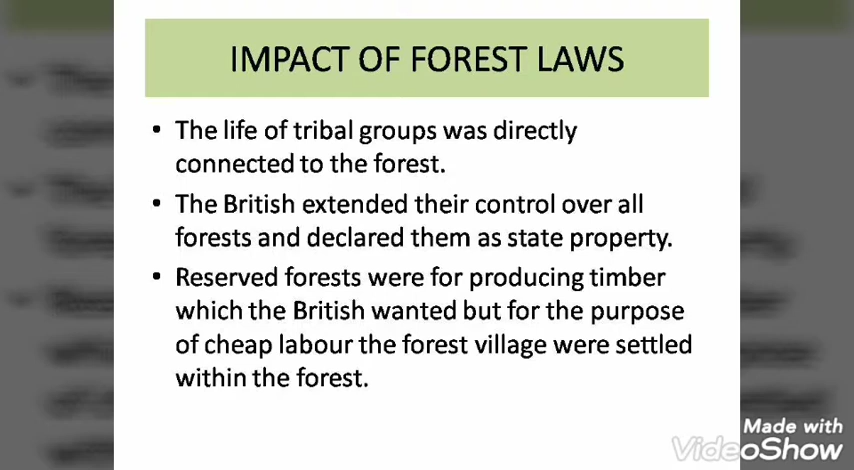 IMPACT OF FOREST LAWS
• The life of tribal groups was directly
connected to the forest.
• The British extended their control over all
forests and declared them as state property.
• Reserved forests were for producing timber
which the British wanted but for the purpose
of cheap labour the forest village were settled
within the forest.
Made with
VideoShow